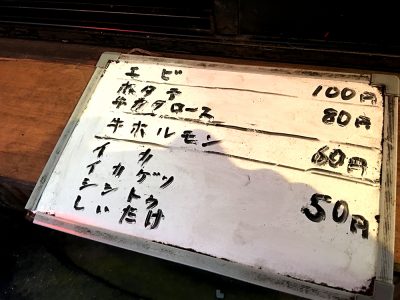 エビ 100円
ホタテ
牛カタロース 80円
牛ホルモン 60円
イカ
イカゲソ
シシトウ 50円
しいたけ